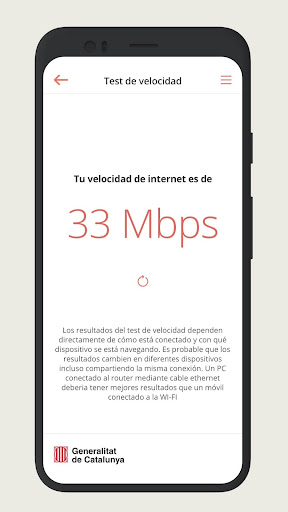 Test de velocidad
Tu velocidad de internet es de
33 Mbps
Los resultados del test de velocidad dependen
directamente de cómo está conectado y con qué
dispositivo se está navegando. Es probable que los
resultados cambien en diferentes dispositivos
incluso compartiendo la misma conexión. Un PC
conectado al router mediante cable ethernet
deberia tener mejores resultados que un móvil
conectado a la WI-FI
Generalitat
de Catalunya